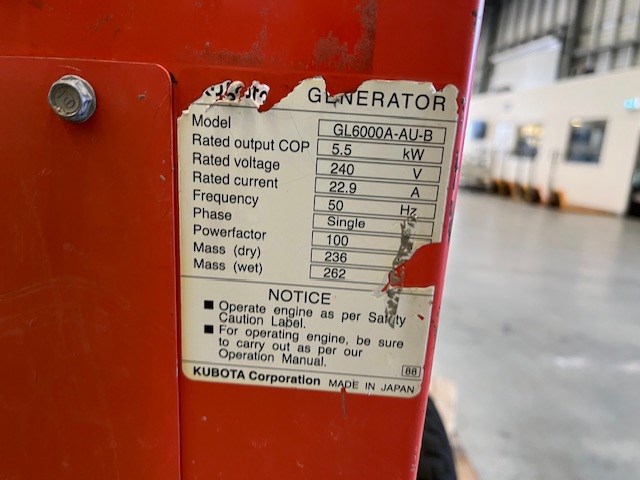 GENERATOR
Model GL6000A-AU-B
Rated output COP 5.5 kW
Rated voltage 240 V
Rated current 22.9 A
Frequency 50 Hz
Phase Single
Powerfactor 100
Mass (dry) 236
Mass (wet) 262
NOTICE
■ Operate engine as per Safety
Caution Label.
■ For operating engine, be sure
to carry out as per our
Operation Manual.
88
KUBOTA Corporation MADE IN JAPAN